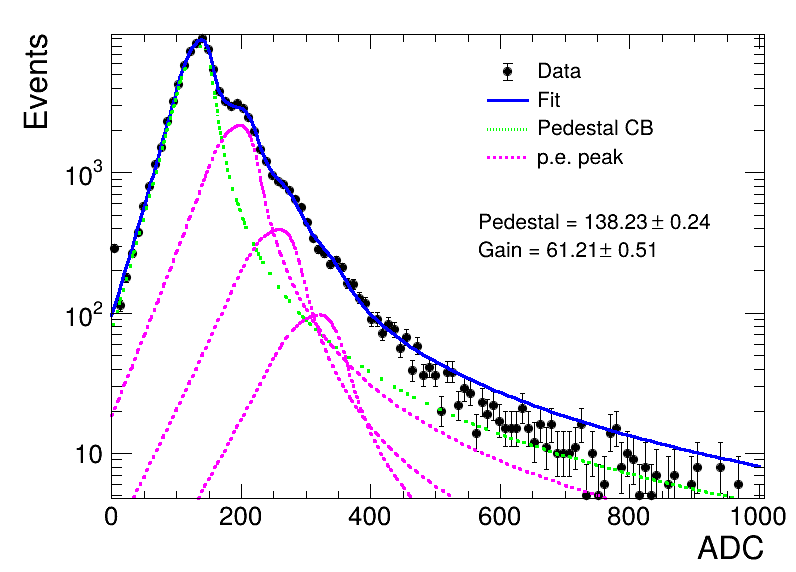 Events
Data
Fit
Pedestal CB
p.e. peak
Pedestal = 138.23± 0.24
Gain = 61.21± 0.51
10³
10²
10
0 200 400 600 800 1000
ADC